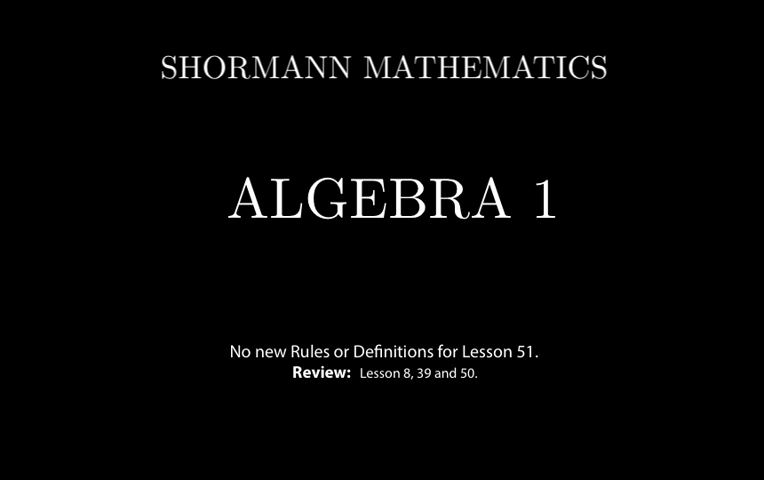 SHORMANN MATHEMATICS
ALGEBRA 1
No new Rules or Definitions for Lesson 51.
Review: Lesson 8, 39 and 50.